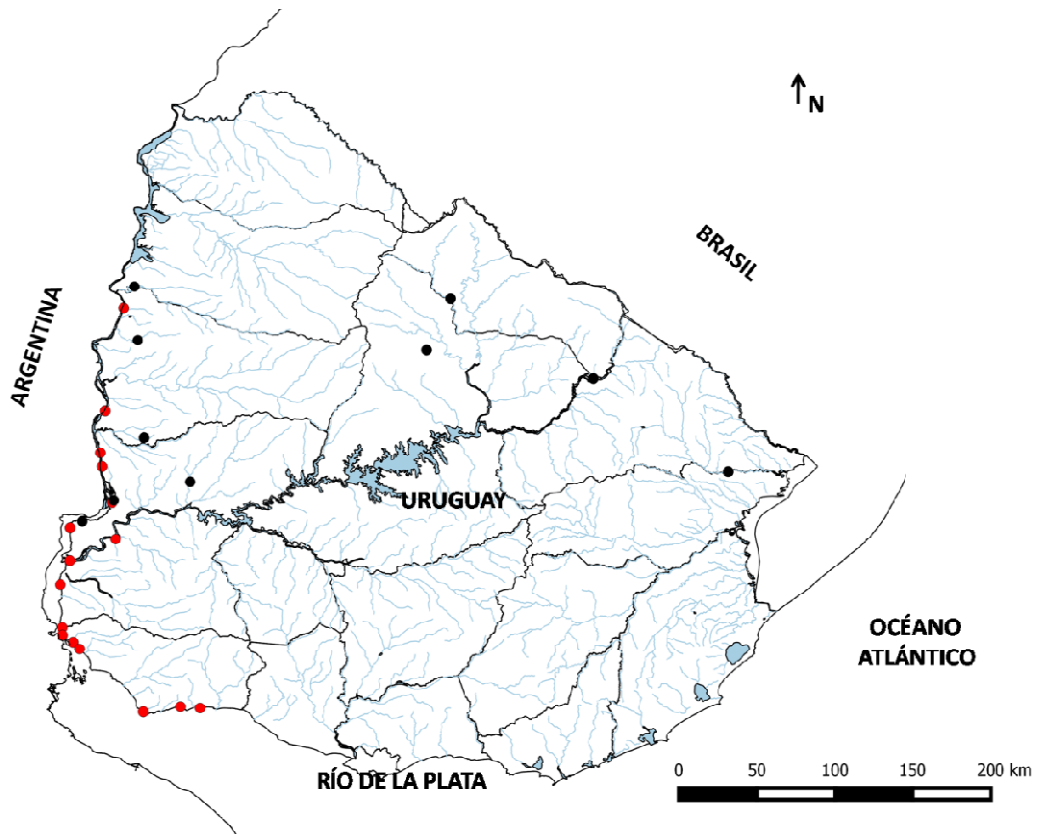 N
BRASIL
ARGENTINA
URUGUAY
OCÉANO
ATLÁNTICO
RÍO DE LA PLATA
0 50 100 150 200 km